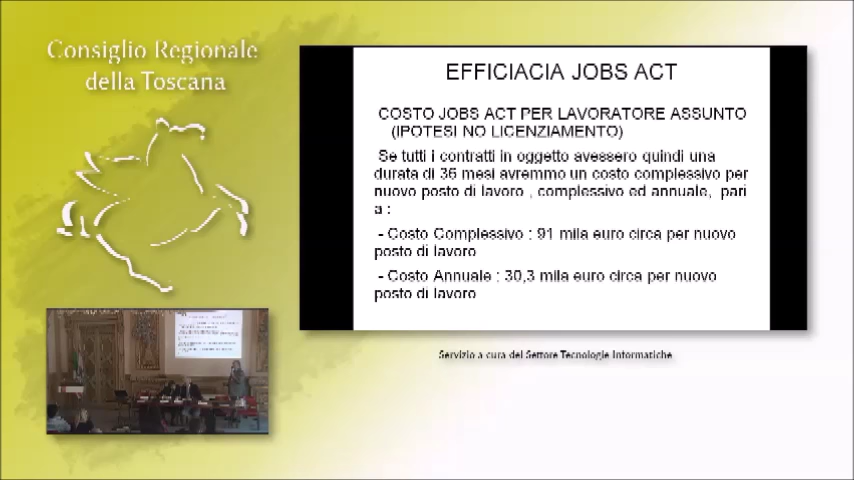 Consiglio Regionale
della Toscana
EFFICIACIA JOBS ACT
COSTO JOBS ACT PER LAVORATORE ASSUNTO
(IPOTESI NO LICENZIAMENTO)
Se tutti i contratti in oggetto avessero quindi una
durata di 36 mesi avremmo un costo complessivo per
nuovo posto di lavoro , complessivo ed annuale, pari
a :
- Costo Complessivo : 91 mila euro circa per nuovo
posto di lavoro
- Costo Annuale : 30,3 mila euro circa per nuovo
posto di lavoro
Servizio a cura del Settore Tecnologie Informatiche